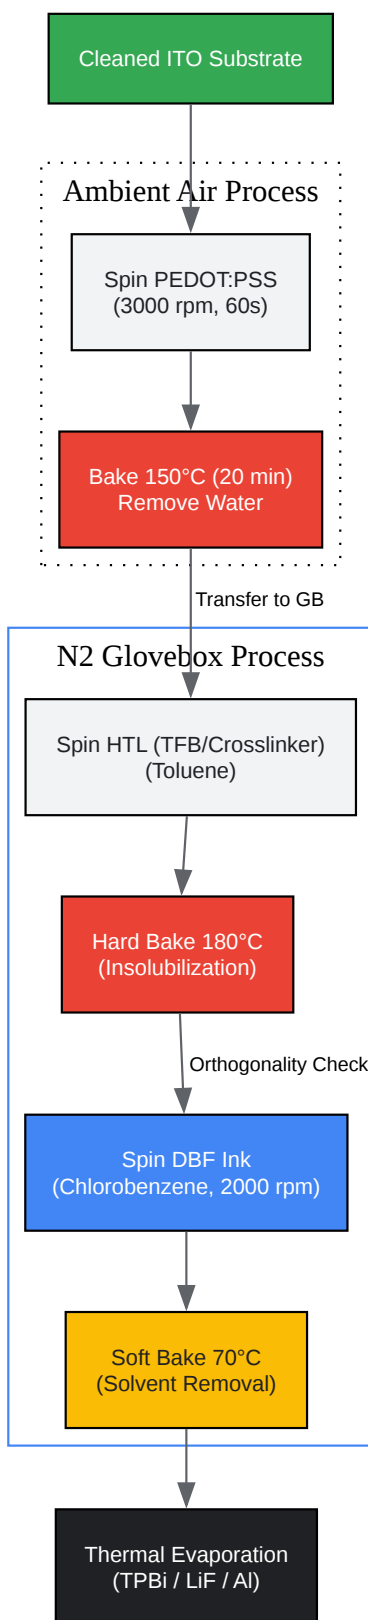 Cleaned ITO Substrate
Ambient Air Process
Spin PEDOT:PSS
(3000 rpm, 60s)
Bake 150°C (20 min)
Remove Water
Transfer to GB
N2 Glovebox Process
Spin HTL (TFB/Crosslinker)
(Toluene)
Hard Bake 180°C
(Insolubilization)
Orthogonality Check
Spin DBF Ink
(Chlorobenzene, 2000 rpm)
Soft Bake 70°C
(Solvent Removal)
Thermal Evaporation
(TPBi / LiF / Al)